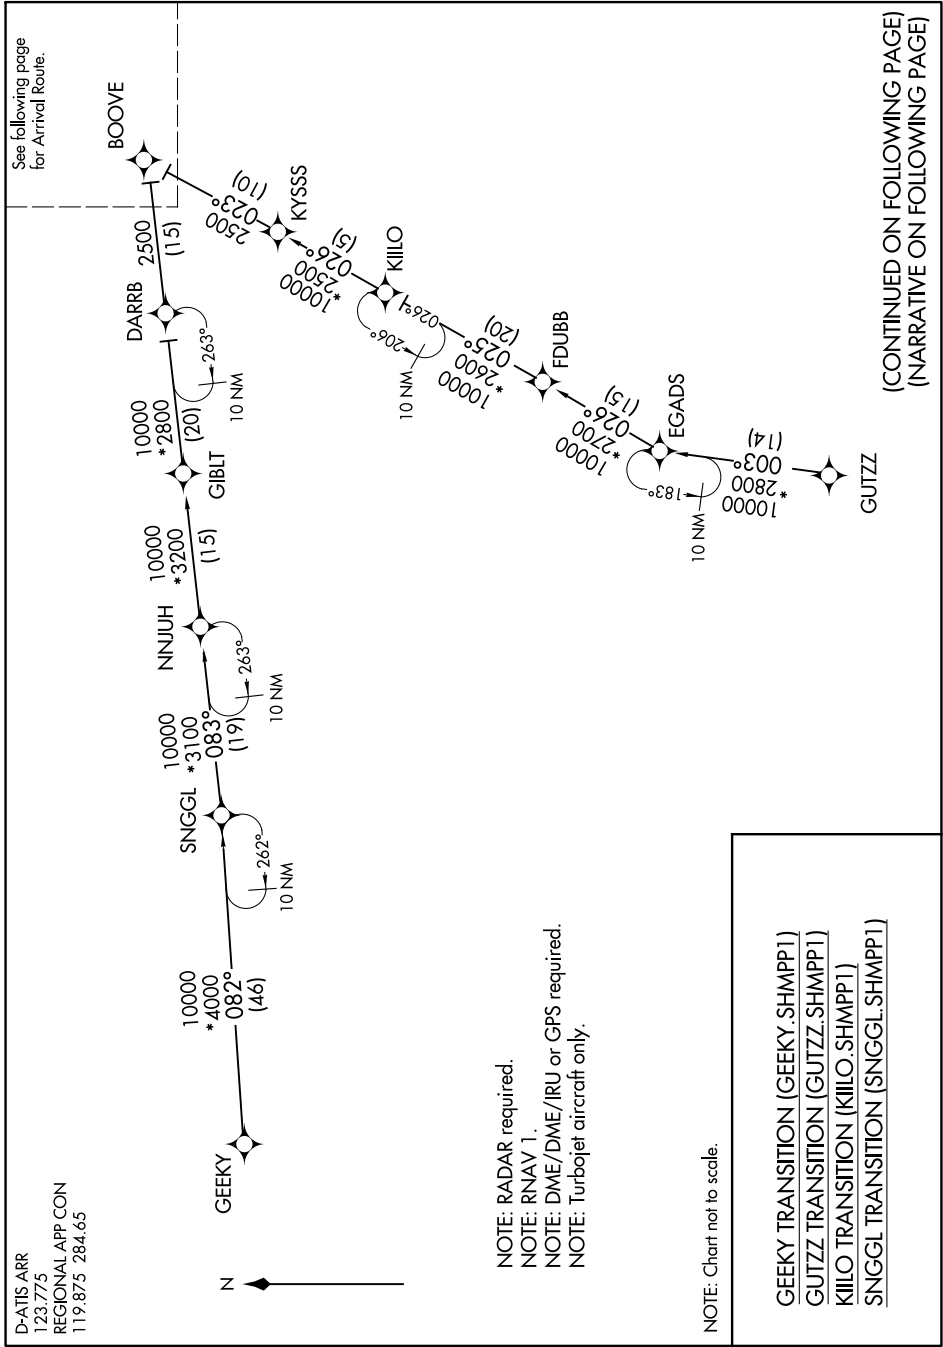 D-ATIS ARR
123.775
REGIONAL APP CON
119.875 284.65
See following page
for Arrival Route.
N
GEEKY
10000
*4000
082°
(46)
SNGGL
262°
10 NM
10000
*3100
083°
(19)
NNJUH
263°
10 NM
10000
*3200
(15)
GIBLT
10000
*2800
(20)
DARRB
263°
10 NM
2500
(15)
BOOVE
2500
023°
(10)
KYSSS
10000
*2500
026°
(5)
KIILO
206°
026°
10 NM
10000
*2600
025°
(20)
FDUBB
10000
*2700
026°
(15)
EGADS
183°
10 NM
10000
*2800
003°
(14)
GUTZZ
NOTE: RADAR required.
NOTE: RNAV 1.
NOTE: DME/DME/IRU or GPS required.
NOTE: Turbojet aircraft only.
NOTE: Chart not to scale.
GEEKY TRANSITION (GEEKY.SHMPP1)
GUTZZ TRANSITION (GUTZZ.SHMPP1)
KIILO TRANSITION (KIILO.SHMPP1)
SNGGL TRANSITION (SNGGL.SHMPP1)
(CONTINUED ON FOLLOWING PAGE)
(NARRATIVE ON FOLLOWING PAGE)